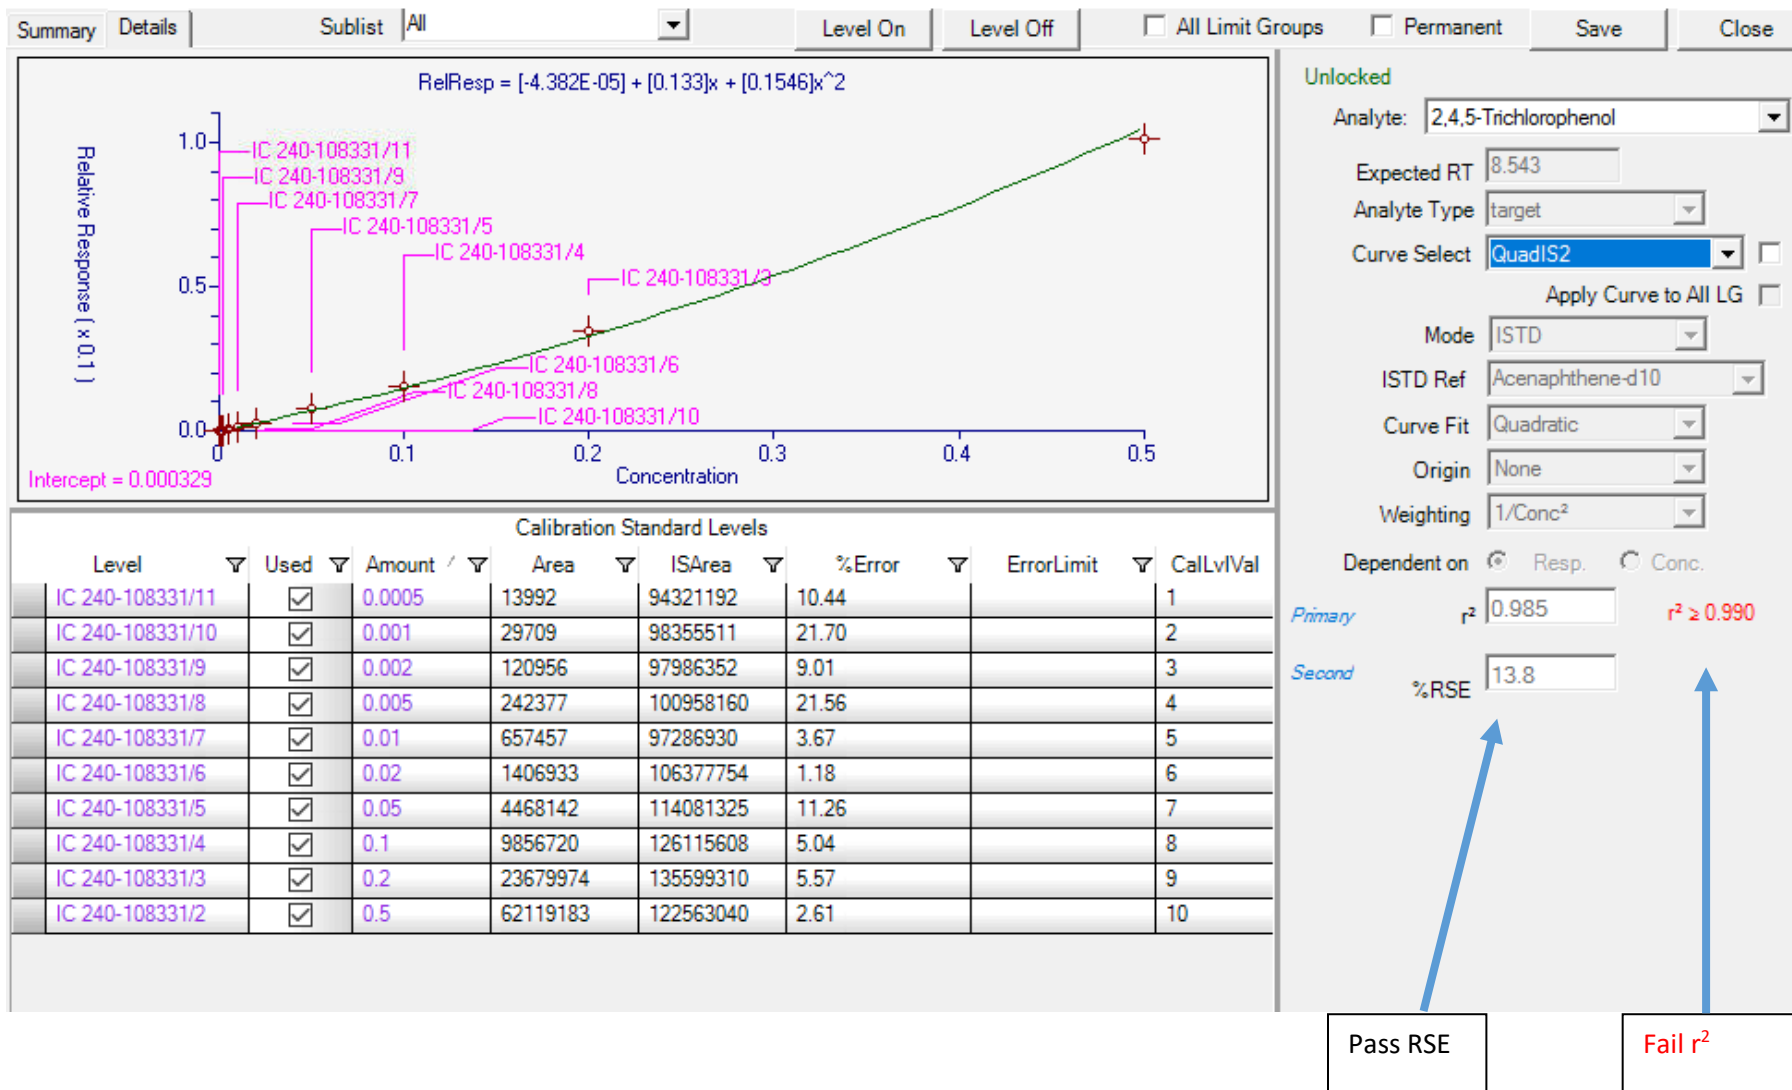 Summary Details Sublist All Level On Level Off All Limit Groups Permanent Save Close
RelResp = [-4.382E-05] + [0.133]x + [0.1546]x^2
Relative Response ( x 0.1 )
1.0
0.5
0.0
IC 240-108331/11
IC 240-108331/9
IC 240-108331/7
IC 240-108331/5
IC 240-108331/4
IC 240-108331/3
IC 240-108331/6
IC 240-108331/8
IC 240-108331/10
0 0.1 0.2 0.3 0.4 0.5
Concentration
Intercept = 0.000329
Calibration Standard Levels
Level Used Amount Area ISArea %Error ErrorLimit CalLvlVal
IC 240-108331/11 0.0005 13992 94321192 10.44 1
IC 240-108331/10 0.001 29709 98355511 21.70 2
IC 240-108331/9 0.002 120956 97986352 9.01 3
IC 240-108331/8 0.005 242377 100958160 21.56 4
IC 240-108331/7 0.01 657457 97286930 3.67 5
IC 240-108331/6 0.02 1406933 106377754 1.18 6
IC 240-108331/5 0.05 4468142 114081325 11.26 7
IC 240-108331/4 0.1 9856720 126115608 5.04 8
IC 240-108331/3 0.2 23679974 135599310 5.57 9
IC 240-108331/2 0.5 62119183 122563040 2.61 10
Unlocked
Analyte: 2,4,5-Trichlorophenol
Expected RT 8.543
Analyte Type target
Curve Select QuadIS2
Apply Curve to All LG
Mode ISTD
ISTD Ref Acenaphthene-d10
Curve Fit Quadratic
Origin None
Weighting 1/Conc²
Dependent on Resp. Conc.
Primary r² 0.985 r² ≥ 0.990
Second %RSE 13.8
Pass RSE
Fail r²